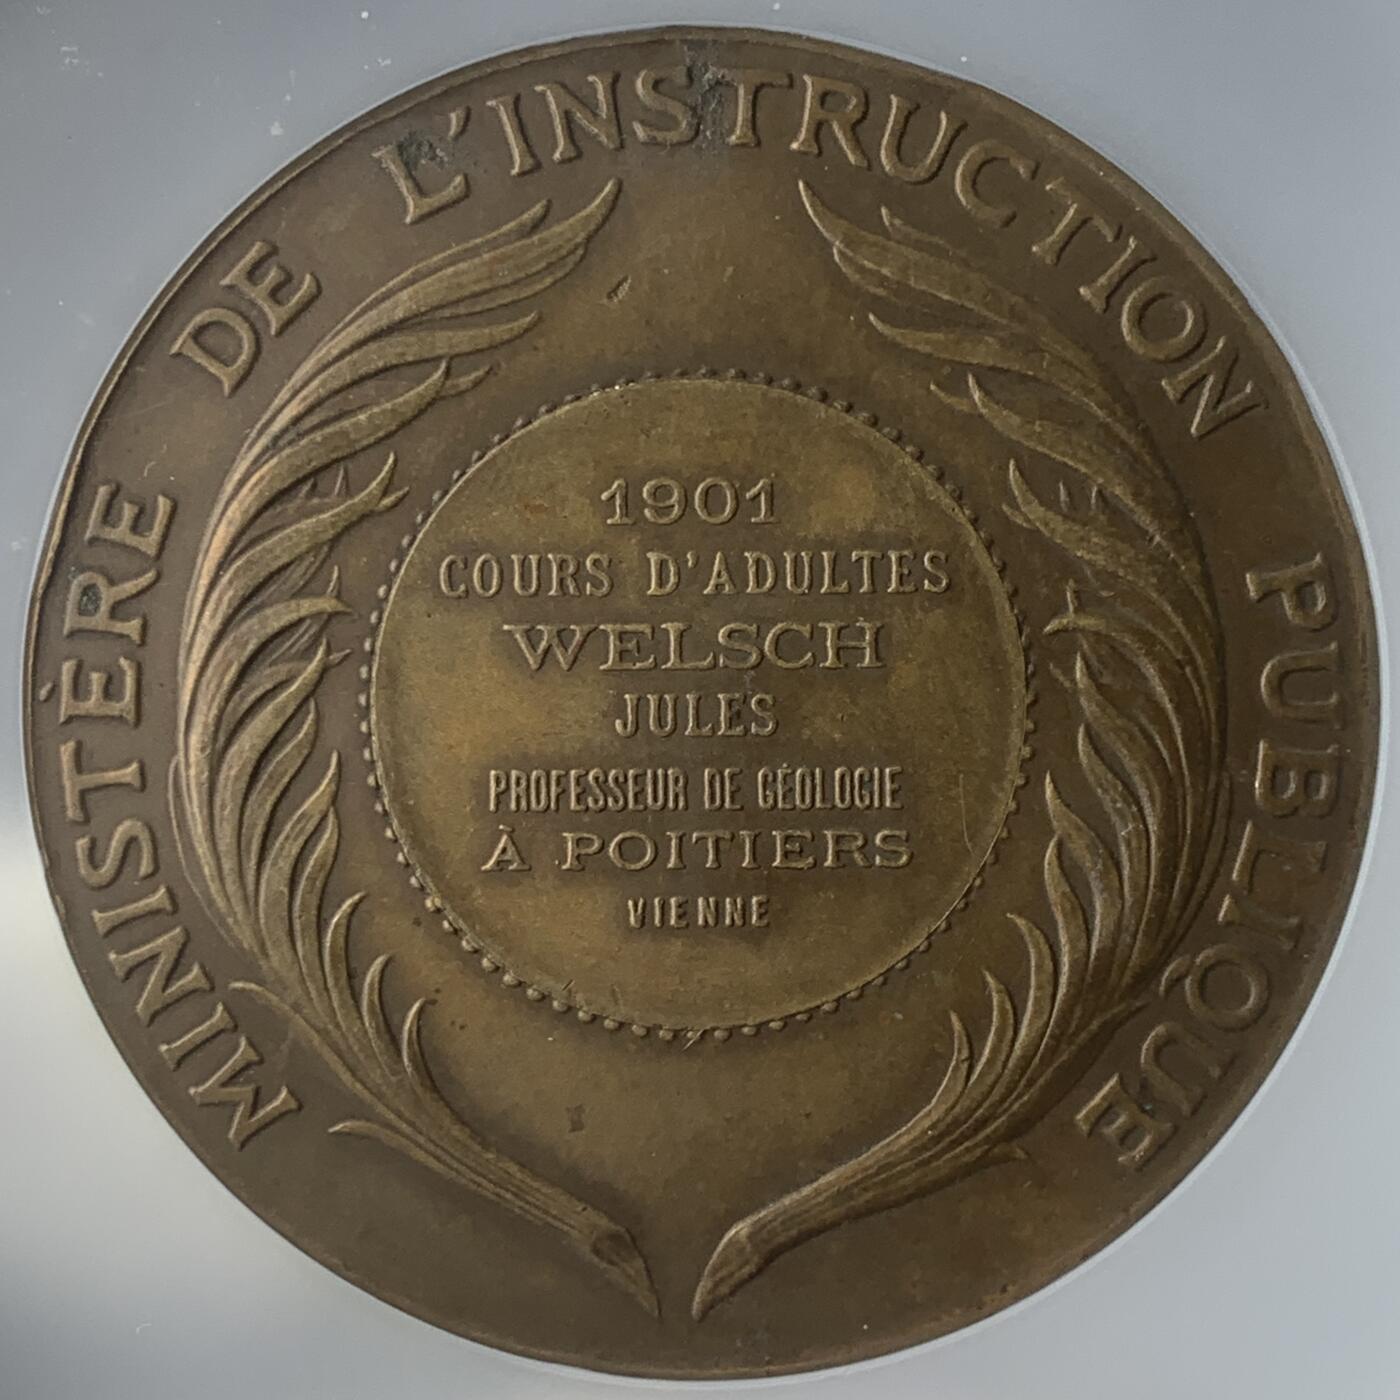 MINISTÈRE DE L'INSTRUCTION PUBLIQUE
1901
COURS D'ADULTES
WELSCH
JULES
PROFESSEUR DE GÉOLOGIE
À POITIERS
VIENNE